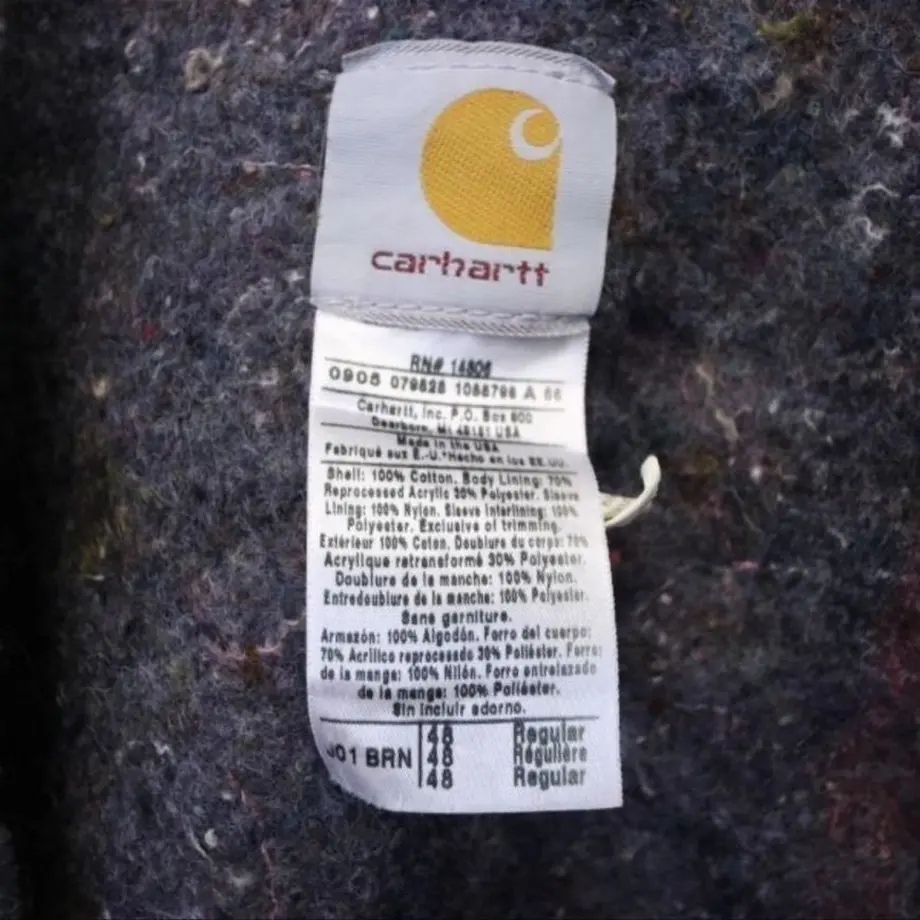 carhartt
RN# 14806
0905 079828 1088798 A 86
Carhartt, Inc. P.O. Box 600
Dearborn, MI 48121 USA
Made in the USA
Fabriqué aux E.-U.*Hecho en los EE.UU.
Shell: 100% Cotton. Body Lining: 70%
Reprocessed Acrylic 30% Polyester. Sleeve
Lining: 100% Nylon. Sleeve Interlining: 100%
Polyester. Exclusive of trimming.
Extérieur 100% Coton. Doublure du corps: 70%
Acrylique retransformé 30% Polyester.
Doublure de la manche: 100% Nylon.
Entredoublure de la manche: 100% Polyester.
Sans garniture.
Armazón: 100% Algodón. Forro del cuerpo:
70% Acrílico reprocesado 30% Poliéster. Forro
de la manga: 100% Nilón. Forro entrelazado
de la manga: 100% Poliéster.
Sin incluir adorno.
J01 BRN 48 Regular
48 Régulière
48 Regular